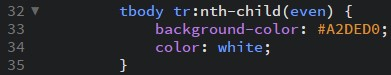 32 ▼ tbody tr:nth-child(even) {
33 background-color: #A2DED0;
34 color: white;
35 }